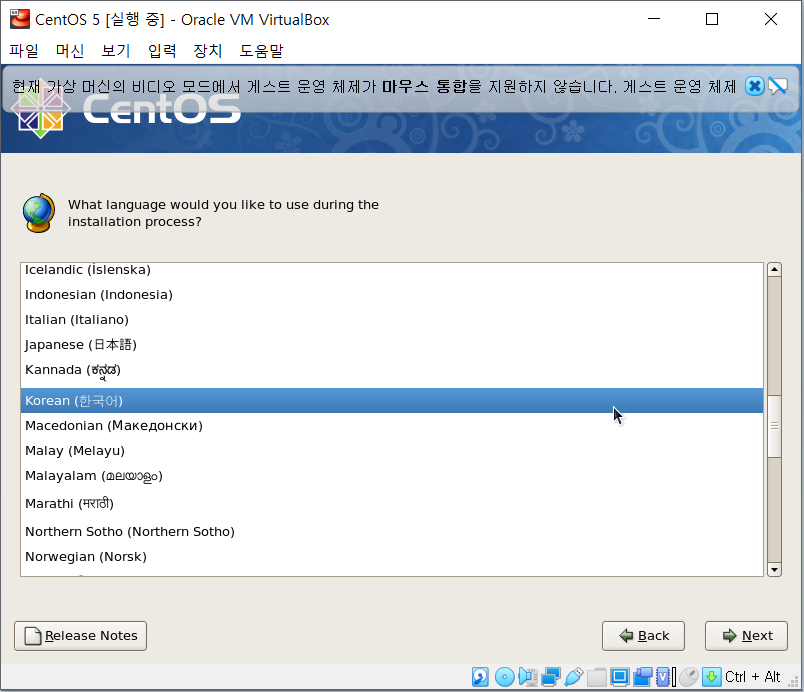 CentOS 5 [실행 중] - Oracle VM VirtualBox
파일 머신 보기 입력 장치 도움말
현재 가상 머신의 비디오 모드에서 게스트 운영 체제가 마우스 통합을 지원하지 않습니다. 게스트 운영 체제
CentOS
What language would you like to use during the
installation process?
Icelandic (Íslenska)
Indonesian (Indonesia)
Italian (Italiano)
Japanese (日本語)
Kannada (ಕನ್ನಡ)
Korean (한국어)
Macedonian (Македонски)
Malay (Melayu)
Malayalam (മലയാളം)
Marathi (मराठी)
Northern Sotho (Northern Sotho)
Norwegian (Norsk)
Release Notes
Back
Next
Ctrl + Alt